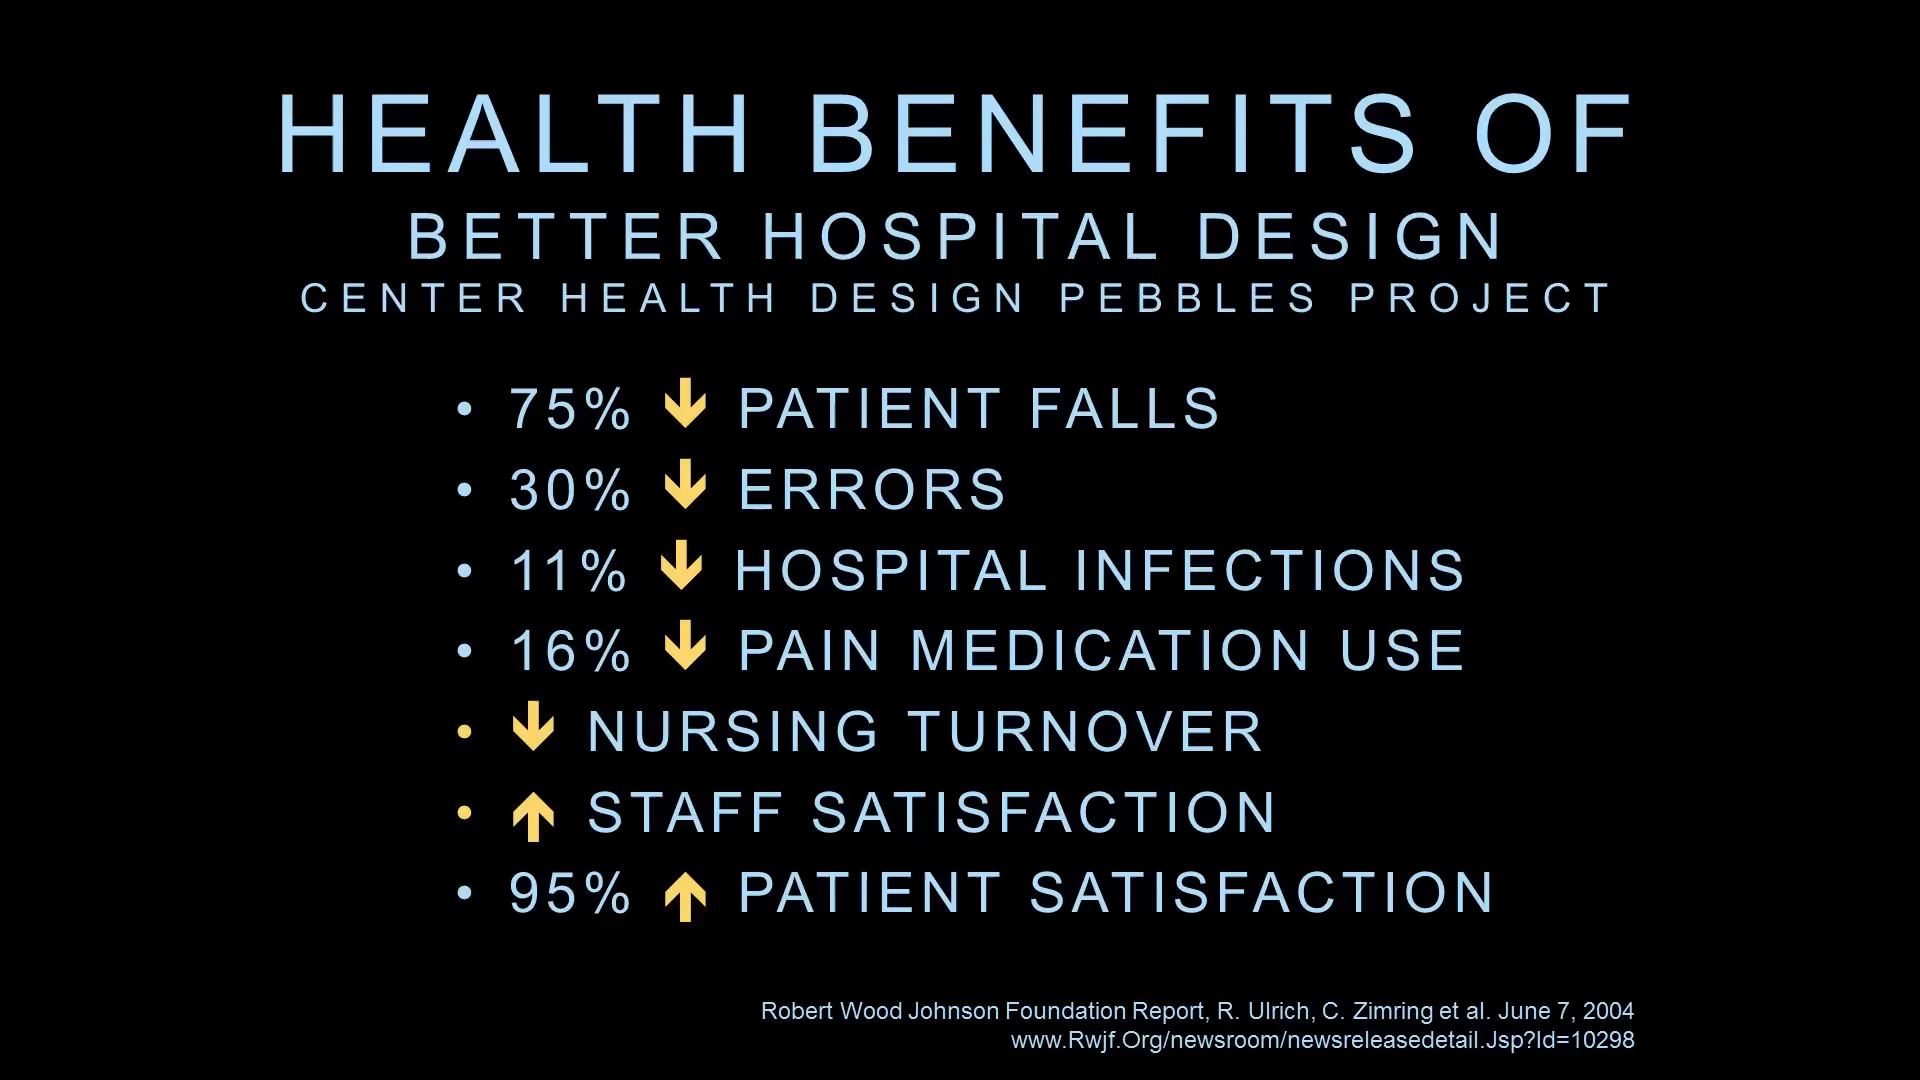 HEALTH BENEFITS OF
BETTER HOSPITAL DESIGN
CENTER HEALTH DESIGN PEBBLES PROJECT
• 75% ↓ PATIENT FALLS
• 30% ↓ ERRORS
• 11% ↓ HOSPITAL INFECTIONS
• 16% ↓ PAIN MEDICATION USE
• ↓ NURSING TURNOVER
• ↑ STAFF SATISFACTION
• 95% ↑ PATIENT SATISFACTION
Robert Wood Johnson Foundation Report, R. Ulrich, C. Zimring et al. June 7, 2004
www.Rwjf.Org/newsroom/newsreleasedetail.Jsp?Id=10298